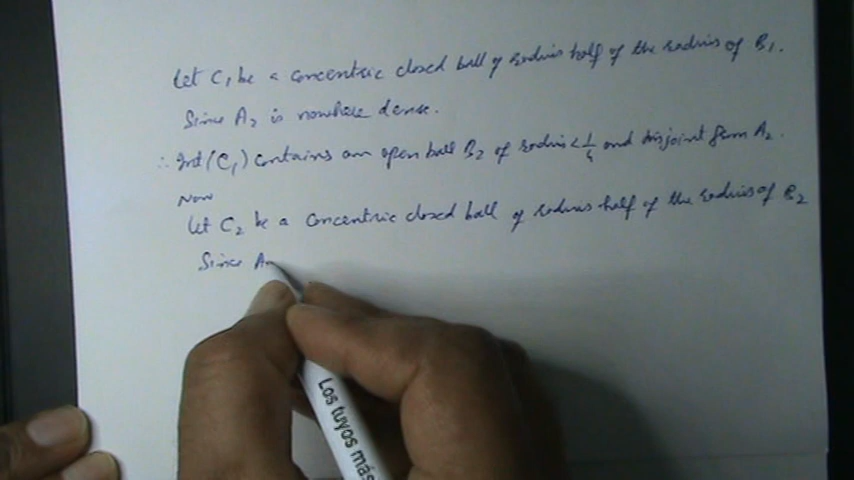 Let C₁ be a concentric closed ball of radius half of the radius of B₁.
Since A₂ is nowhere dense.
∴ Int(C₁) contains an open ball B₂ of radius < 1/4 and disjoint from A₂.
Now
Let C₂ be a concentric closed ball of radius half of the radius of B₂
Since A
Los tuyos más